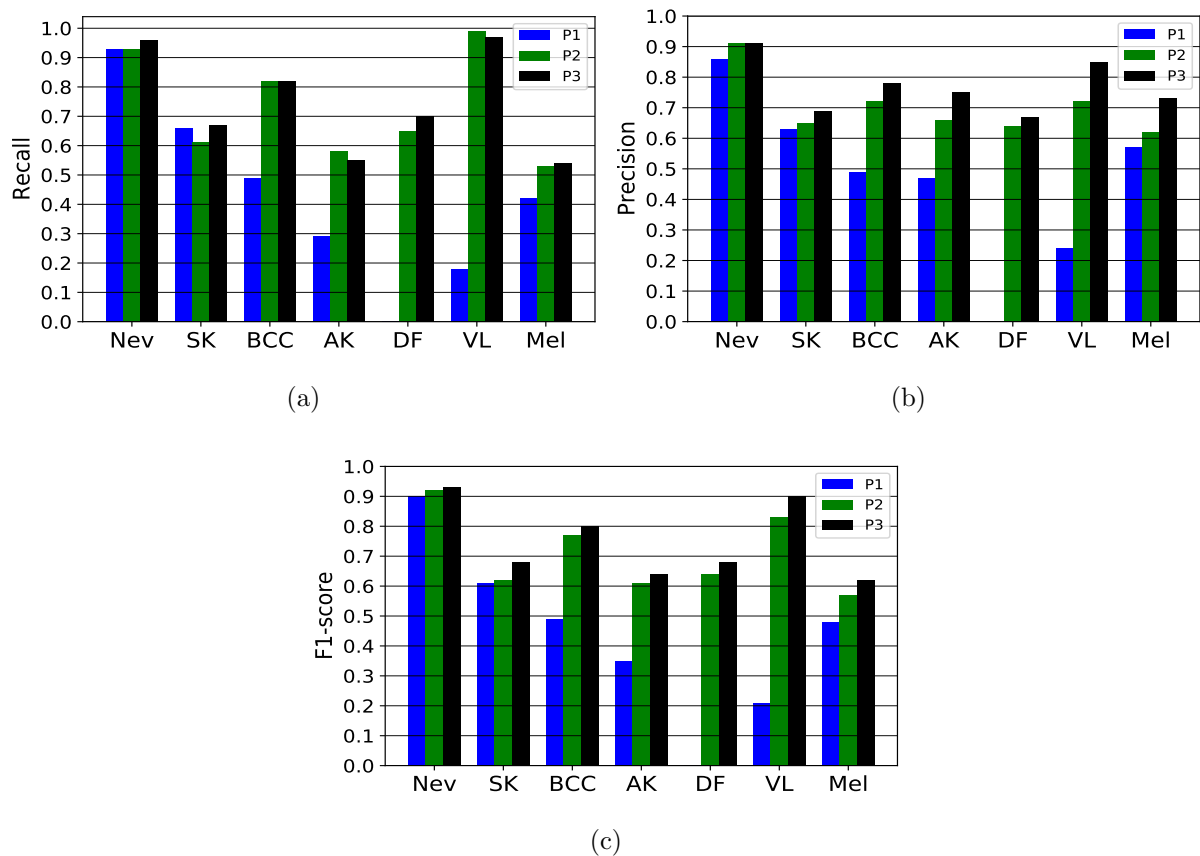 1.0
0.9
0.8
0.7
0.6
0.5
0.4
0.3
0.2
0.1
0.0
Recall
P1
P2
P3
Nev SK BCC AK DF VL Mel
(a)
1.0
0.9
0.8
0.7
0.6
0.5
0.4
0.3
0.2
0.1
0.0
Precision
P1
P2
P3
Nev SK BCC AK DF VL Mel
(b)
1.0
0.9
0.8
0.7
0.6
0.5
0.4
0.3
0.2
0.1
0.0
F1-score
P1
P2
P3
Nev SK BCC AK DF VL Mel
(c)